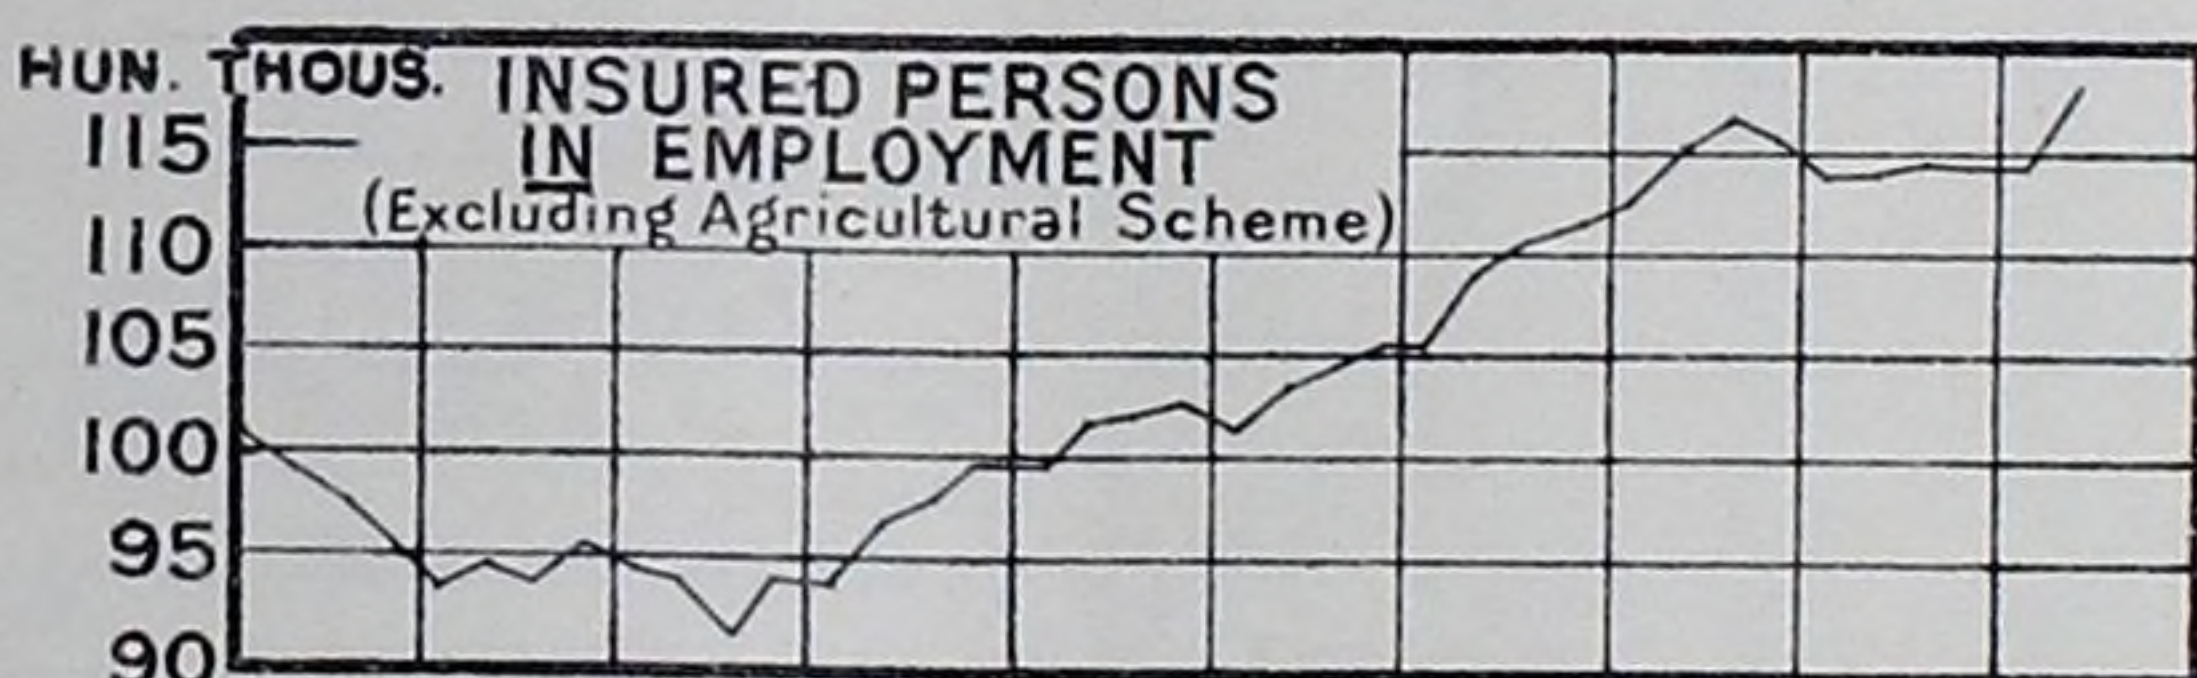 HUN. THOUS.
INSURED PERSONS
IN EMPLOYMENT
(Excluding Agricultural Scheme)
115
110
105
100
95
90